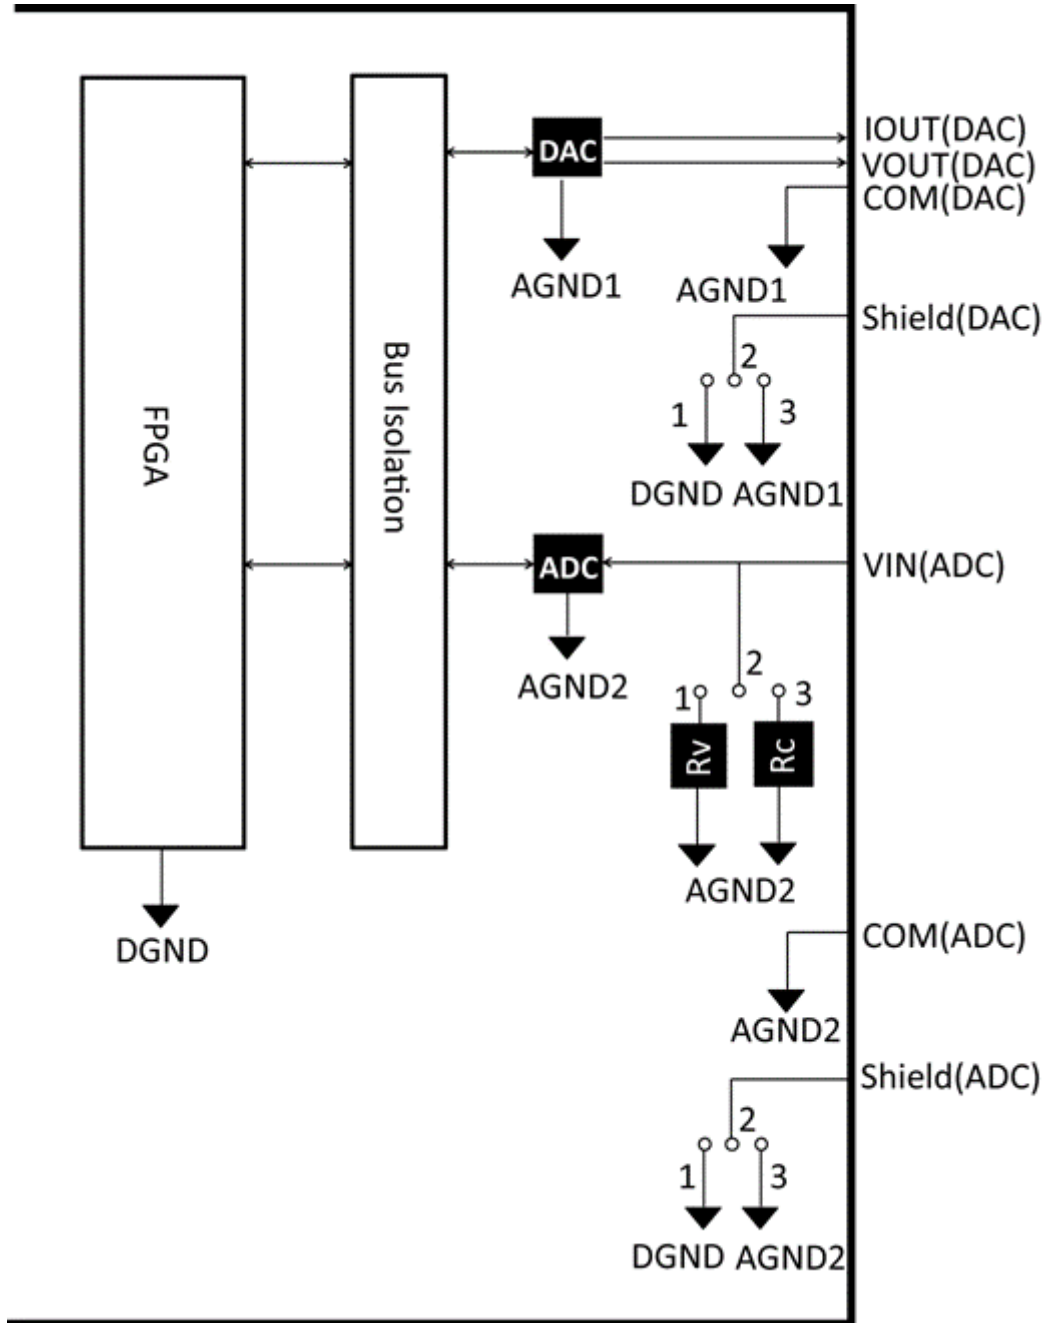 IOUT(DAC)
DAC
VOUT(DAC)
COM(DAC)
AGND1
AGND1
Shield(DAC)
2
1
3
DGND
AGND1
FPGA
Bus Isolation
ADC
VIN(ADC)
AGND2
2
1
3
Rv
Rc
AGND2
COM(ADC)
DGND
AGND2
Shield(ADC)
2
1
3
DGND
AGND2